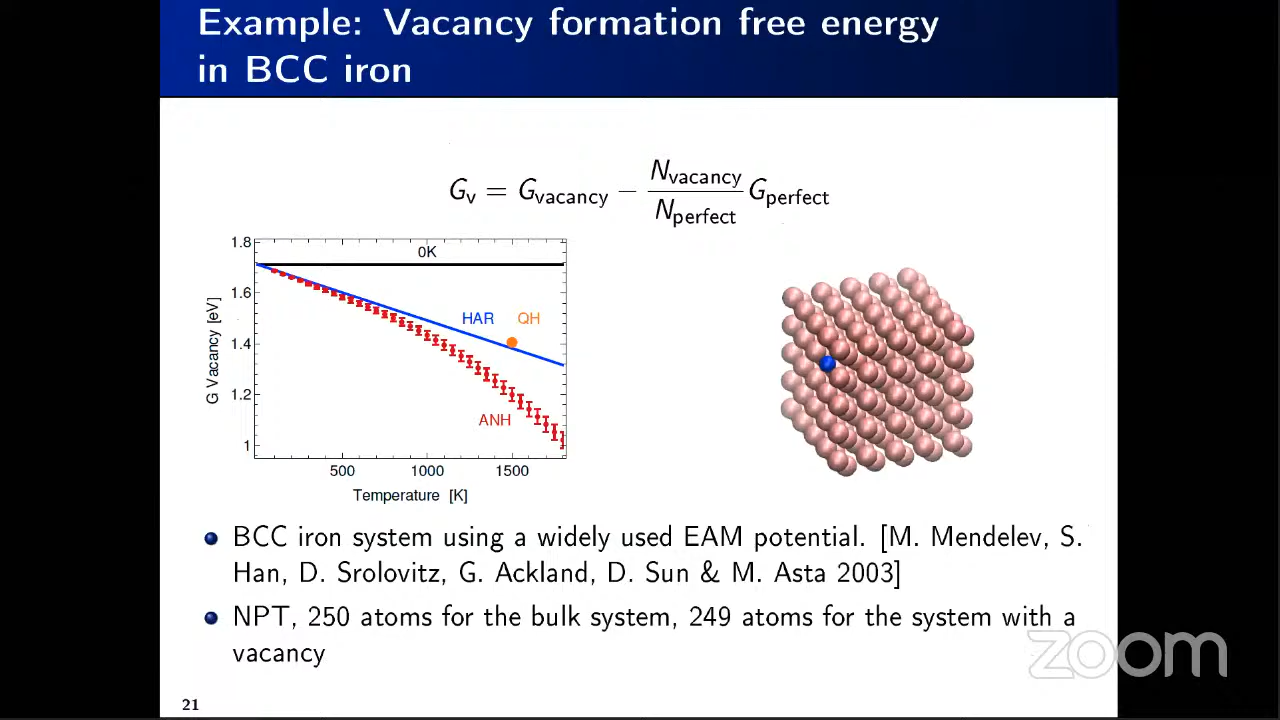 Example: Vacancy formation free energy
in BCC iron
Gv = Gvacancy − Nvacancy/Nperfect Gperfect
1.8
1.6
1.4
1.2
1
G Vacancy [eV]
0K
HAR QH
ANH
500 1000 1500
Temperature [K]
BCC iron system using a widely used EAM potential. [M. Mendelev, S.
Han, D. Srolovitz, G. Ackland, D. Sun & M. Asta 2003]
NPT, 250 atoms for the bulk system, 249 atoms for the system with a
vacancy
zoom
21